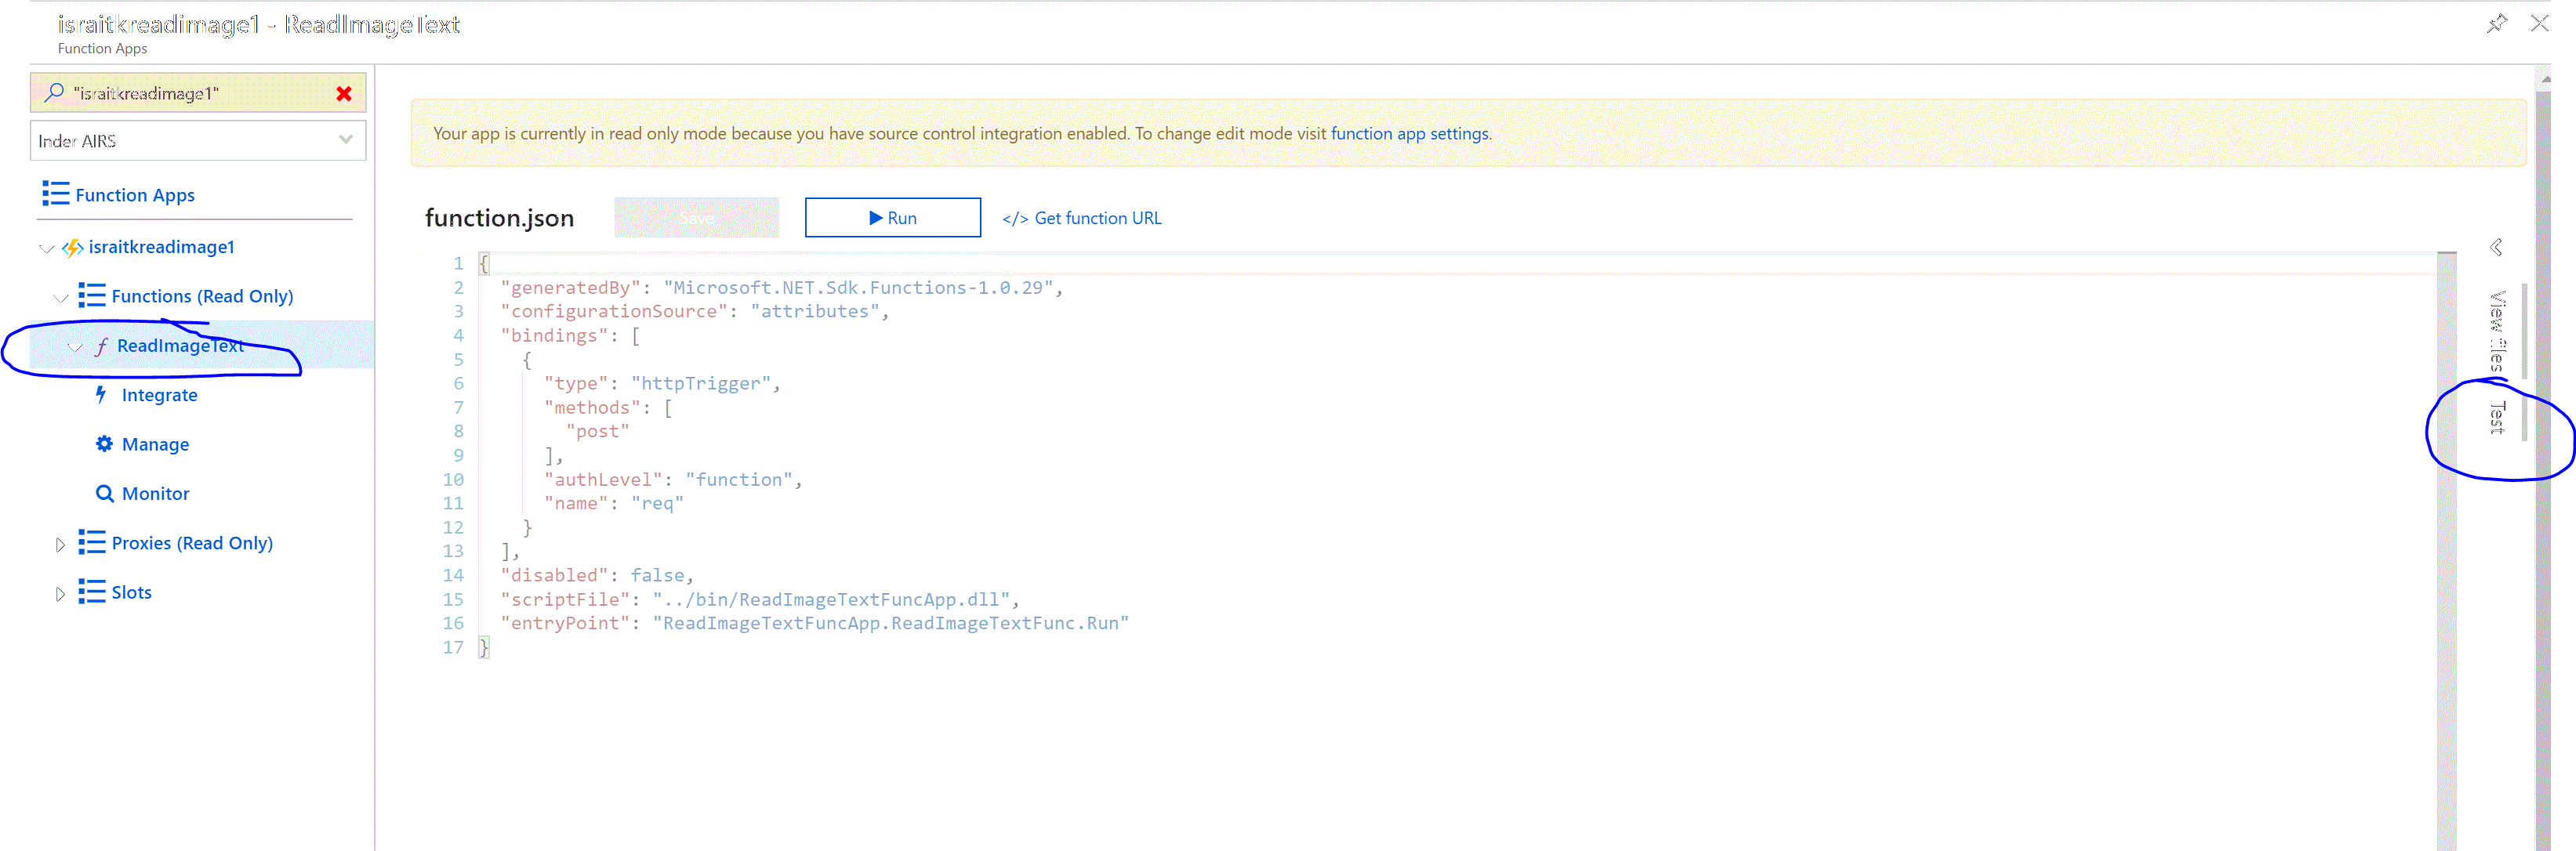 israitkreadimage1 - ReadImageText
Function Apps
"israitkreadimage1"
Inder AIRS
Function Apps
israitkreadimage1
Functions (Read Only)
f ReadImageText
Integrate
Manage
Monitor
Proxies (Read Only)
Slots
Your app is currently in read only mode because you have source control integration enabled. To change edit mode visit function app settings.
function.json Save Run </> Get function URL
1 {
2 "generatedBy": "Microsoft.NET.Sdk.Functions-1.0.29",
3 "configurationSource": "attributes",
4 "bindings": [
5 {
6 "type": "httpTrigger",
7 "methods": [
8 "post"
9 ],
10 "authLevel": "function",
11 "name": "req"
12 }
13 ],
14 "disabled": false,
15 "scriptFile": "../bin/ReadImageTextFuncApp.dll",
16 "entryPoint": "ReadImageTextFuncApp.ReadImageTextFunc.Run"
17 }
View files
Test